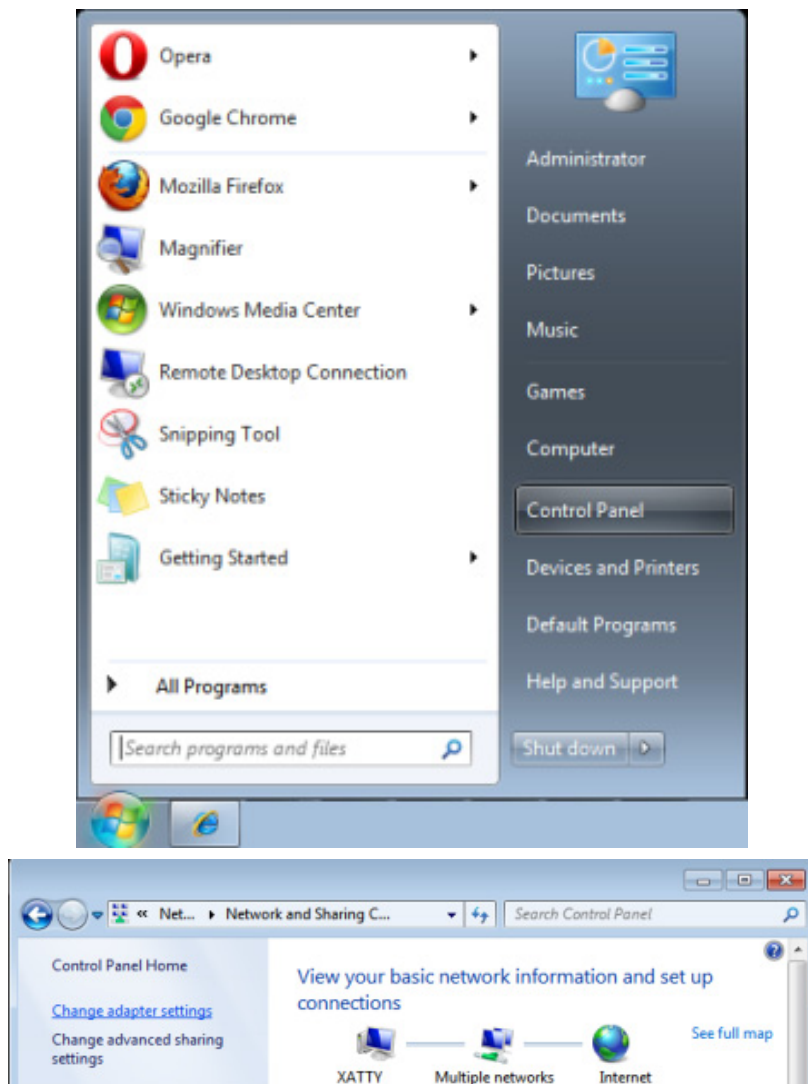 Opera
Google Chrome
Mozilla Firefox
Magnifier
Windows Media Center
Remote Desktop Connection
Snipping Tool
Sticky Notes
Getting Started
All Programs
Search programs and files
Administrator
Documents
Pictures
Music
Games
Computer
Control Panel
Devices and Printers
Default Programs
Help and Support
Shut down
« Net... Network and Sharing C...
Search Control Panel
Control Panel Home
Change adapter settings
Change advanced sharing
settings
View your basic network information and set up
connections
See full map
XATTY Multiple networks Internet